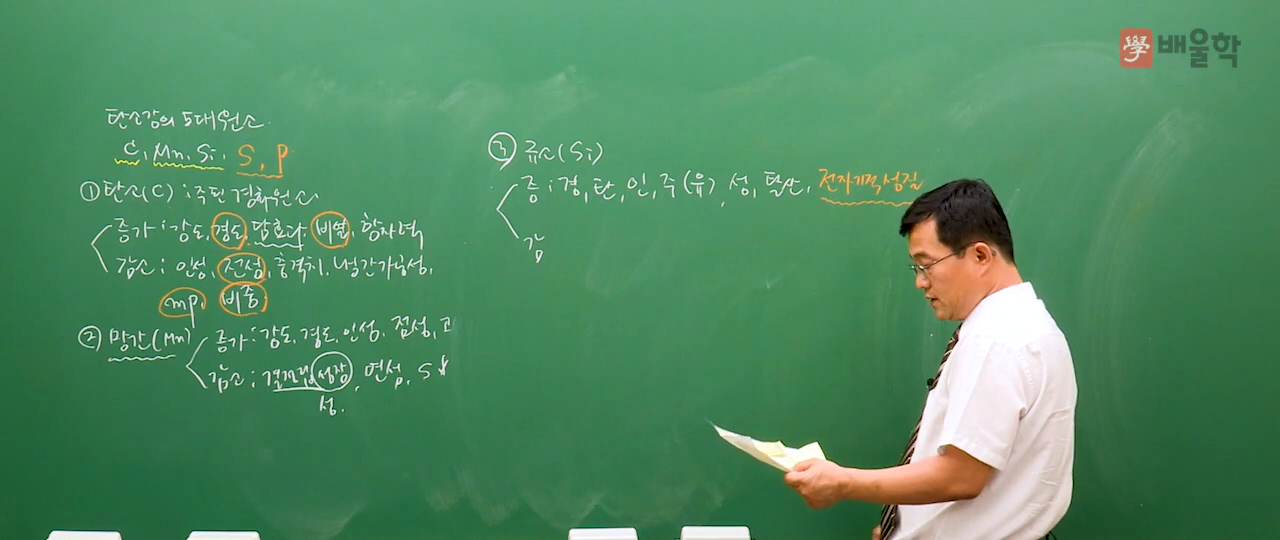 學 배울학
탄소강의 5대원소.
C, Mn, Si, S, P
① 탄소(C) : 주된 경화원소
증가 : 강도, 경도, 담효과, 비열, 항자력
감소 : 인성, 전성, 충격치, 냉간가공성,
mp, 비중
② 망간(Mn)
증가 : 강도, 경도, 인성, 점성, 고
감소 : 결정립 성장, 연성, S↓
성.
③ 규소(Si)
증 : 경, 탄, 인, 주(유), 성, 탈산, 전자기적성질
감